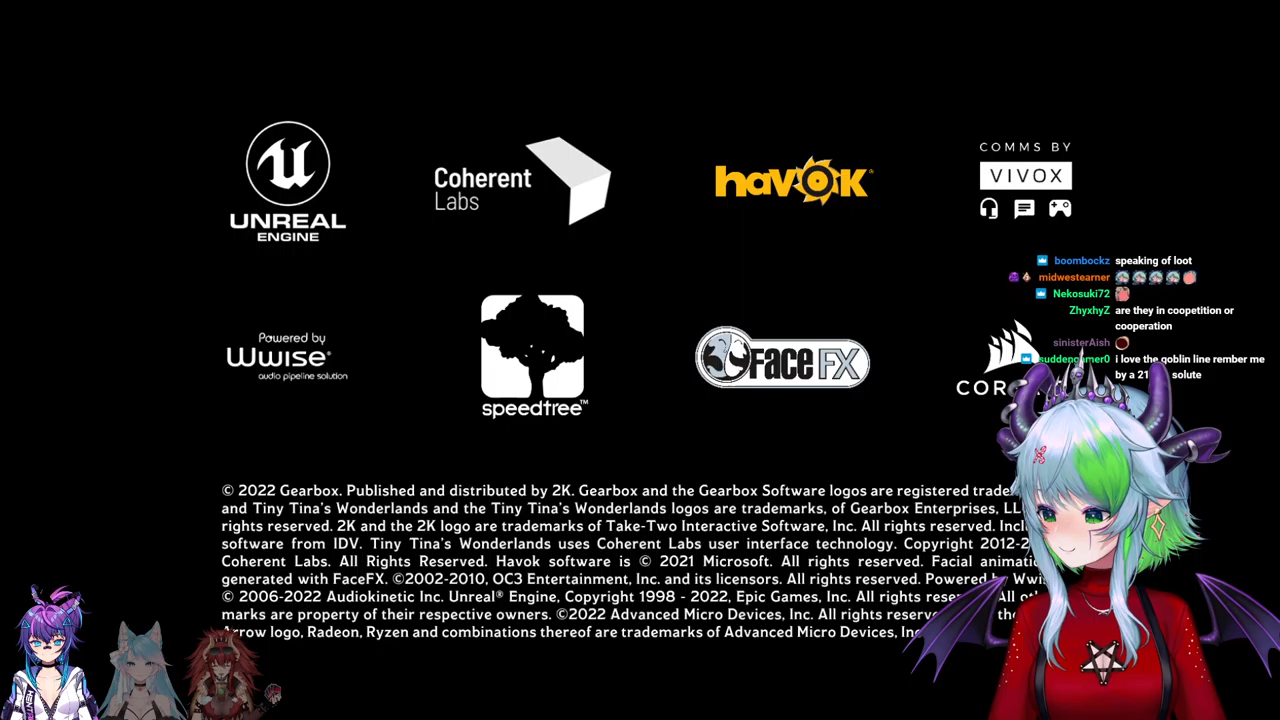 UNREAL
ENGINE
Coherent
Labs
havok
COMMS BY
VIVOX
boombockz speaking of loot
midwestearner
Nekosuki72
ZhyxhyZ are they in coopetition or
cooperation
sinisterAish
i love the goblin line rember me
by a
Powered by
Wwise®
audio pipeline solution
speedtree™
FACE FX
© 2022 Gearbox. Published and distributed by 2K. Gearbox and the Gearbox Software logos are registered
and Tiny Tina's Wonderlands and the Tiny Tina's Wonderlands logos are trademarks, of Gearbox Enterprises,
rights reserved. 2K and the 2K logo are trademarks of Take-Two Interactive Software, Inc. All rights reserved.
software from IDV. Tiny Tina's Wonderlands uses Coherent Labs user interface technology. Copyright
Coherent Labs. All Rights Reserved. Havok software is © 2021 Microsoft. All rights reserved. Facial
generated with FaceFX. ©2002-2010, OC3 Entertainment, Inc. and its licensors. All rights reserved. Powered by
© 2006-2022 Audiokinetic Inc. Unreal® Engine, Copyright 1998 - 2022, Epic Games, Inc. All rights
marks are property of their respective owners. ©2022 Advanced Micro Devices, Inc. All rights
Arrow logo, Radeon, Ryzen and combinations thereof are trademarks of Advanced Micro Devices,